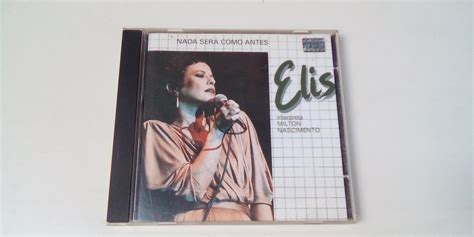 NADA SERA COMO ANTES
Elis
Interpreta
MILTON
NASCIMENTO